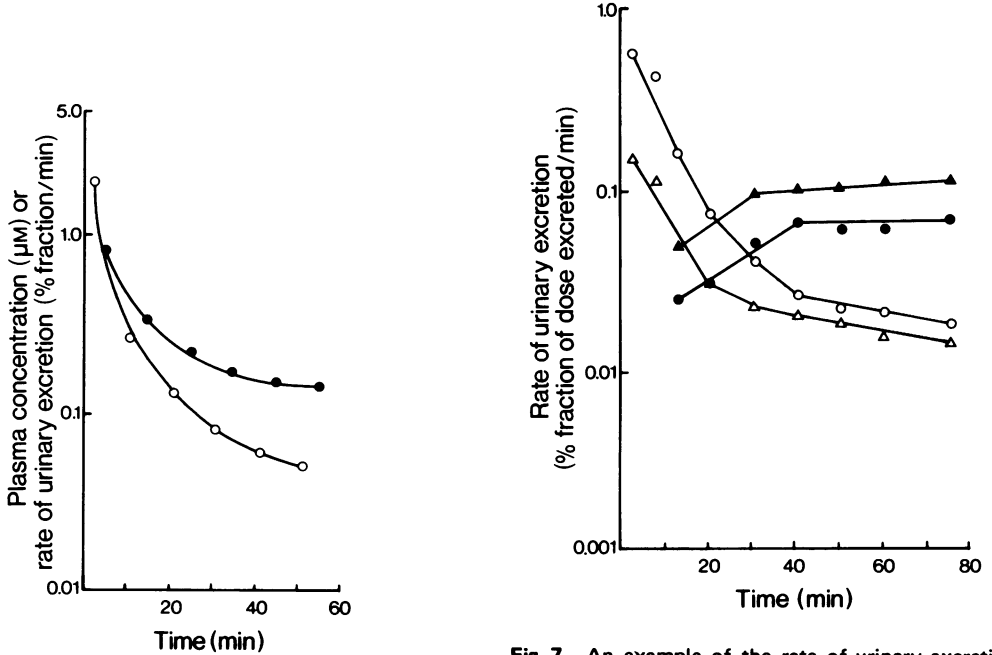 5.0
1.0
0.1
0.01
20
40
60
Time (min)
Plasma concentration (μM) or
rate of urinary excretion (% fraction/min)
1.0
0.1
0.01
0.001
20
40
60
80
Time (min)
Rate of urinary excretion
(% fraction of dose excreted/min)
Fig. 7. An example of the rate of urinary excreti